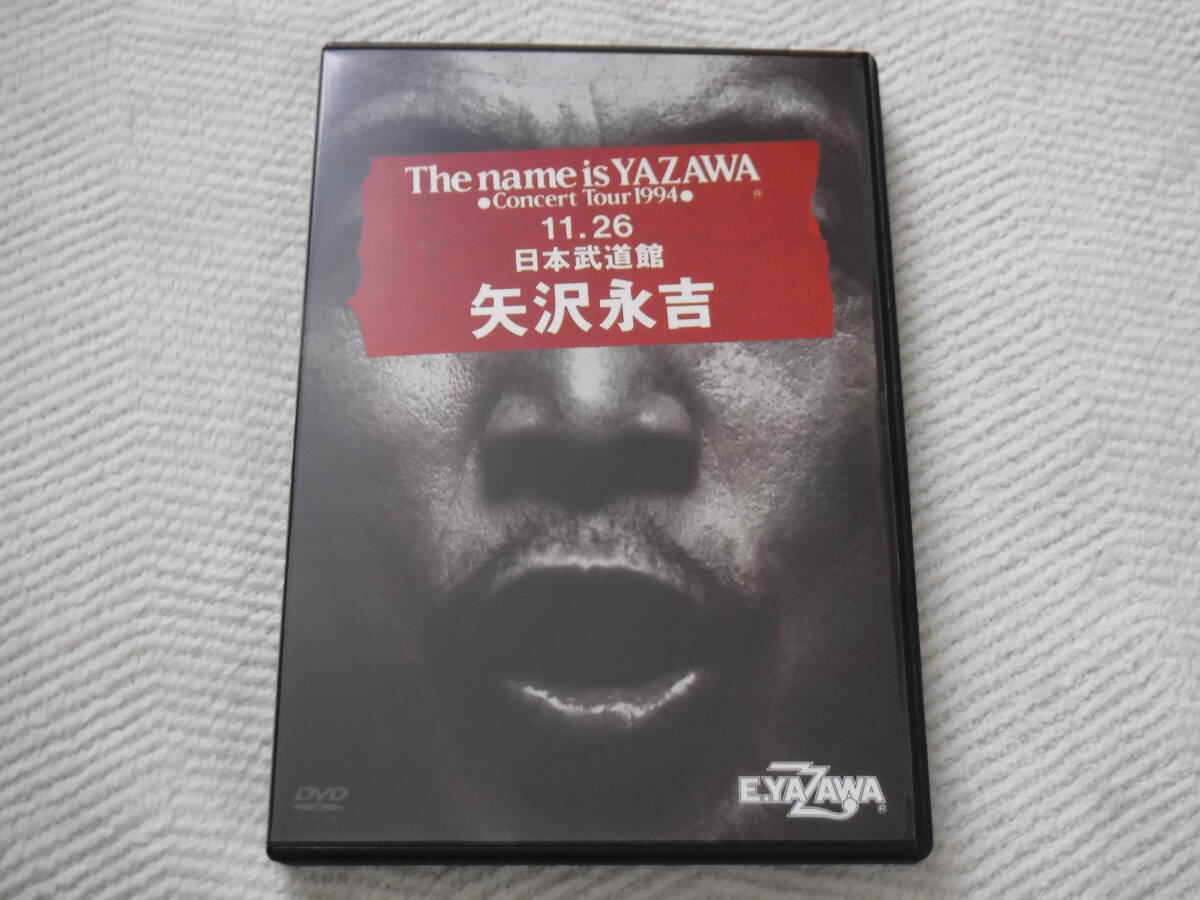 The name is YAZAWA
®
●Concert Tour 1994●
11.26
日本武道館
矢沢永吉
DVD
VIDEO
E.YAZAWA
®